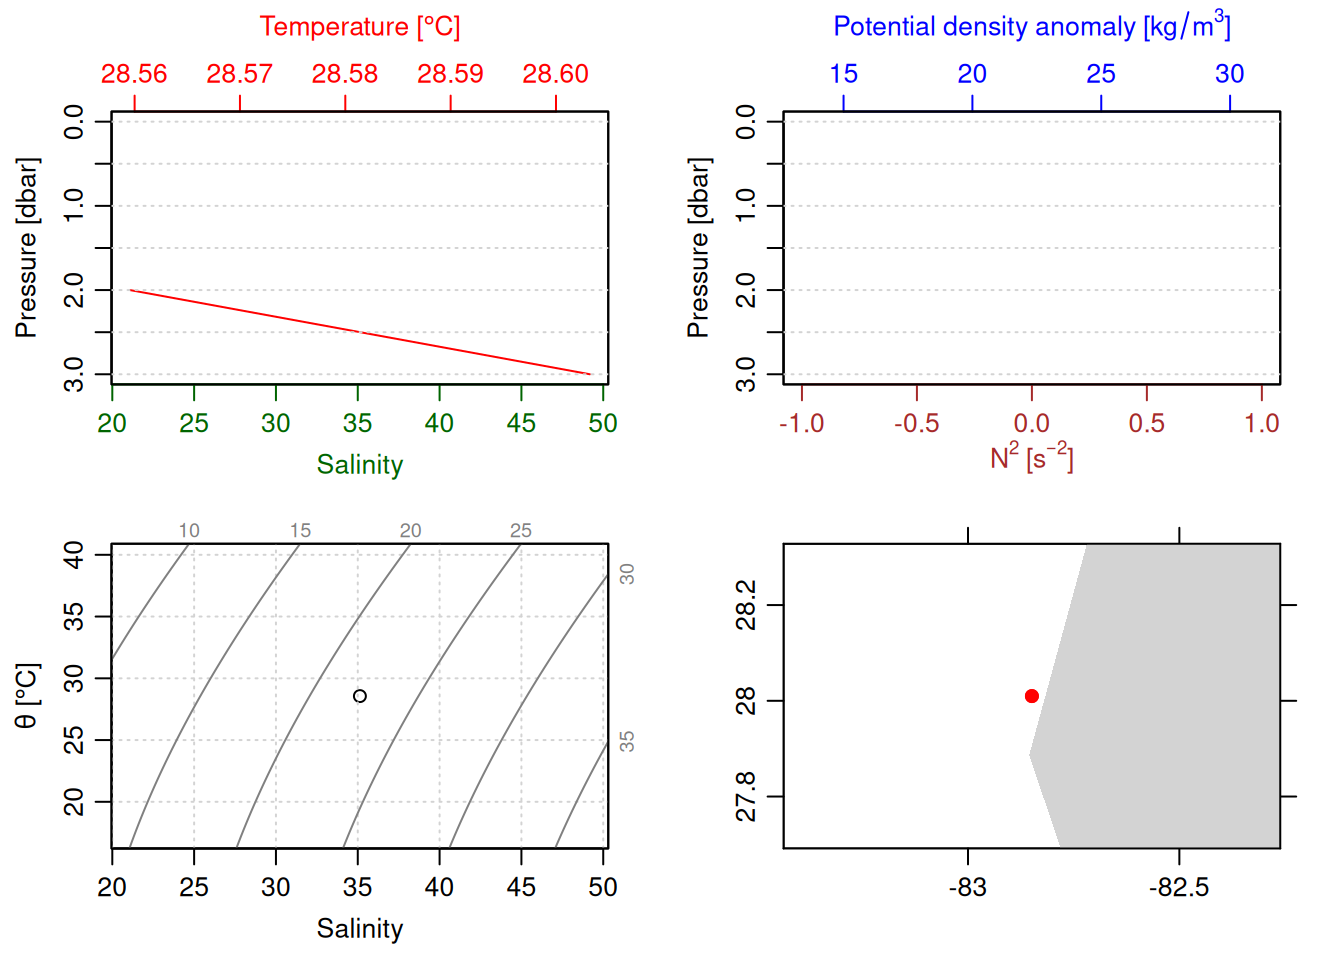 Temperature [°C]
28.56 28.57 28.58 28.59 28.60
Pressure [dbar]
0.0 1.0 2.0 3.0
20 25 30 35 40 45 50
Salinity
Potential density anomaly [kg/m³]
15 20 25 30
Pressure [dbar]
0.0 1.0 2.0 3.0
-1.0 -0.5 0.0 0.5 1.0
N² [s⁻²]
10 15 20 25
30
35
θ [°C]
40 35 30 25 20
20 25 30 35 40 45 50
Salinity
28.2
28
27.8
-83 -82.5